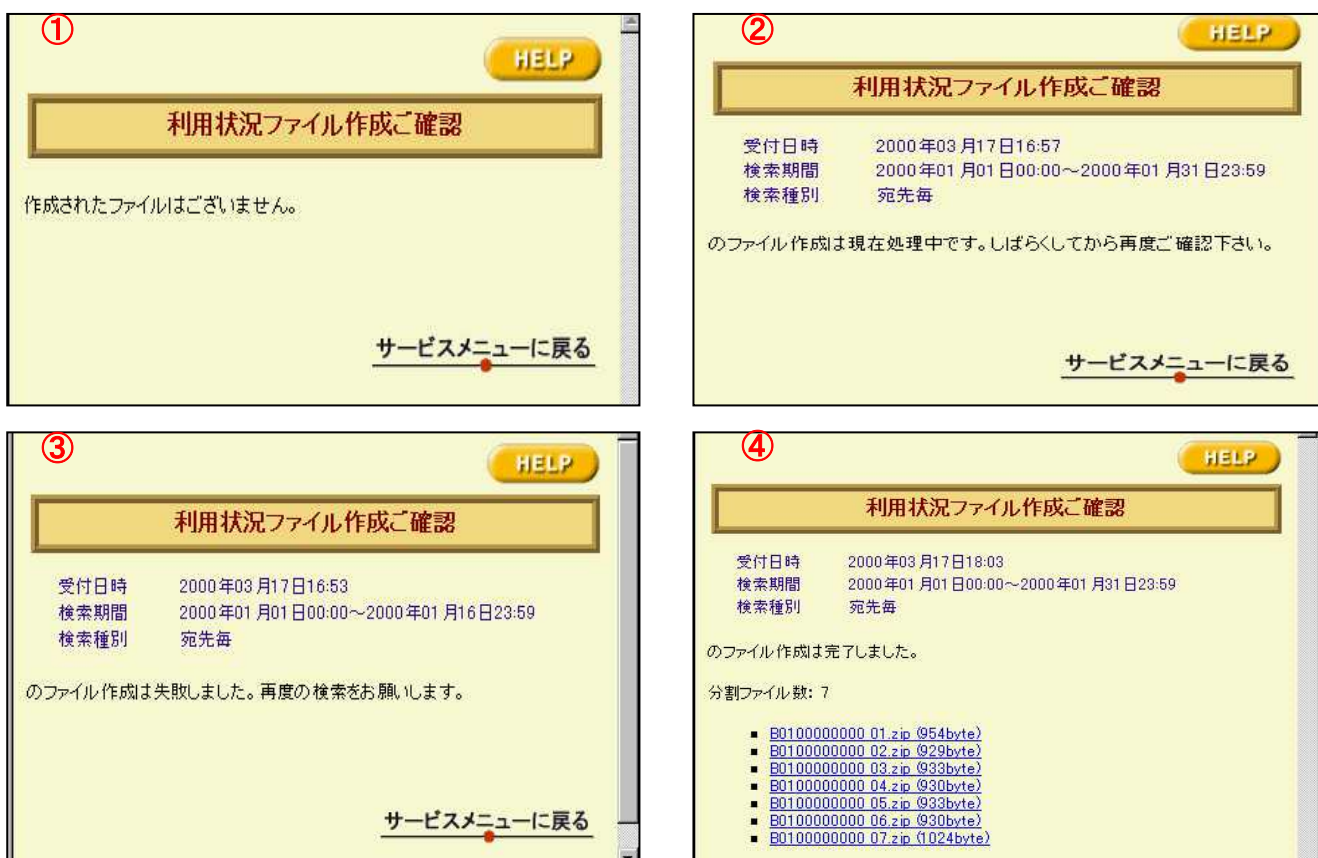 ①
HELP
利用状況ファイル作成ご確認
作成されたファイルはございません。
サービスメニューに戻る
②
HELP
利用状況ファイル作成ご確認
受付日時 2000年03月17日16:57
検索期間 2000年01月01日00:00～2000年01月31日23:59
検索種別 宛先毎
のファイル作成は現在処理中です。しばらくしてから再度ご確認下さい。
サービスメニューに戻る
③
HELP
利用状況ファイル作成ご確認
受付日時 2000年03月17日16:53
検索期間 2000年01月01日00:00～2000年01月16日23:59
検索種別 宛先毎
のファイル作成は失敗しました。再度の検索をお願いします。
サービスメニューに戻る
④
HELP
利用状況ファイル作成ご確認
受付日時 2000年03月17日18:03
検索期間 2000年01月01日00:00～2000年01月31日23:59
検索種別 宛先毎
のファイル作成は完了しました。
分割ファイル数: 7
■ B0100000000 01.zip (954byte)
■ B0100000000 02.zip (929byte)
■ B0100000000 03.zip (933byte)
■ B0100000000 04.zip (930byte)
■ B0100000000 05.zip (933byte)
■ B0100000000 06.zip (930byte)
■ B0100000000 07.zip (1024byte)